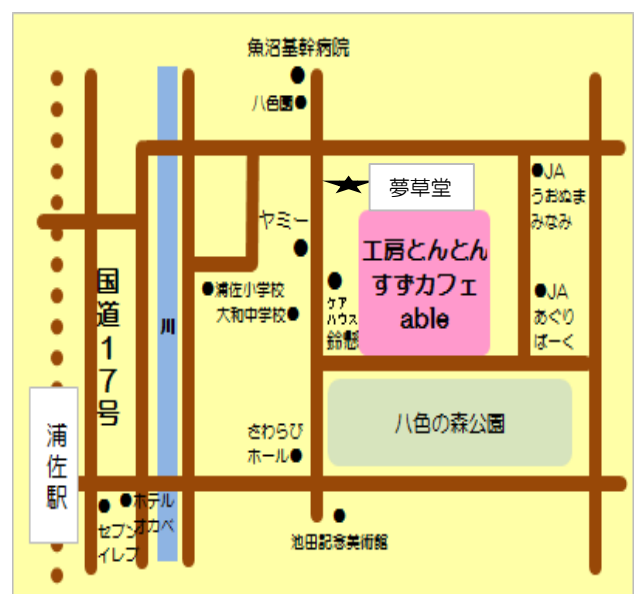 魚沼基幹病院
八色園
夢草堂
JA
うおぬま
みなみ
ヤミー
工房とんとん
すずカフェ
able
国
道
1
7
号
川
浦佐小学校
大和中学校
ケア
ハウス
鈴懸
JA
あぐり
ぱーく
浦
佐
駅
さわらび
ホール
八色の森公園
ホテル
オカベ
セブン
イレブ
池田記念美術館